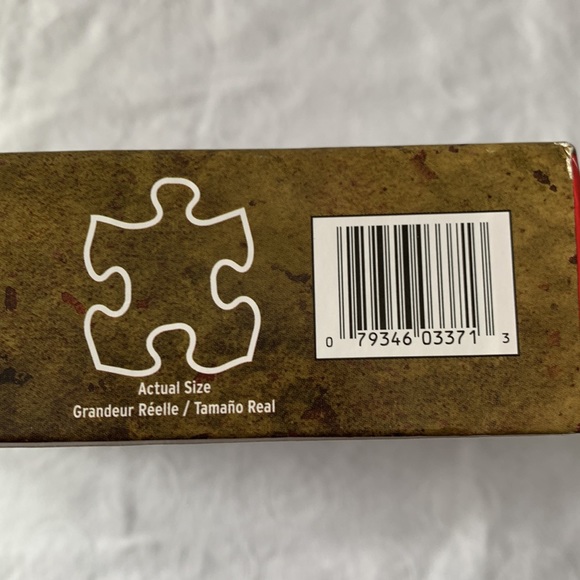 Actual Size
Grandeur Réelle / Tamaño Real
0 79346 03371 3